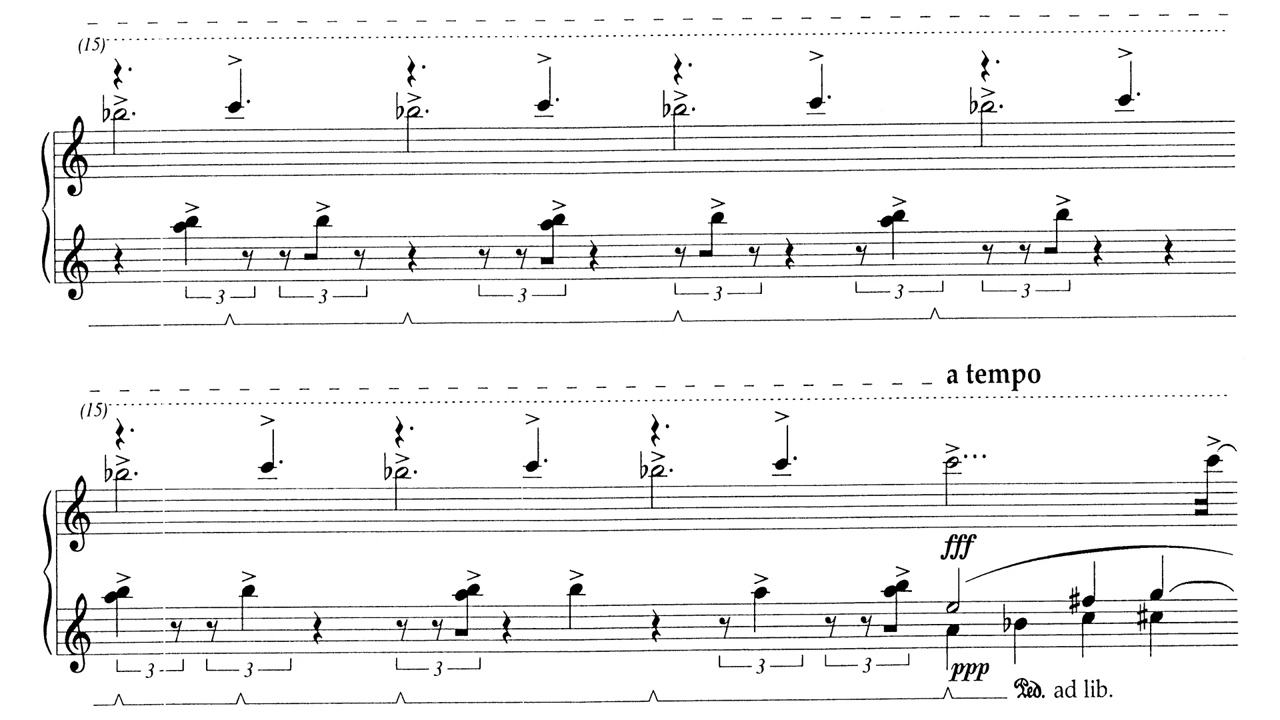 (15)
3 3 3 3 3 3
a tempo
(15)
fff
3 3 3 3 3
ppp
Ped. ad lib.